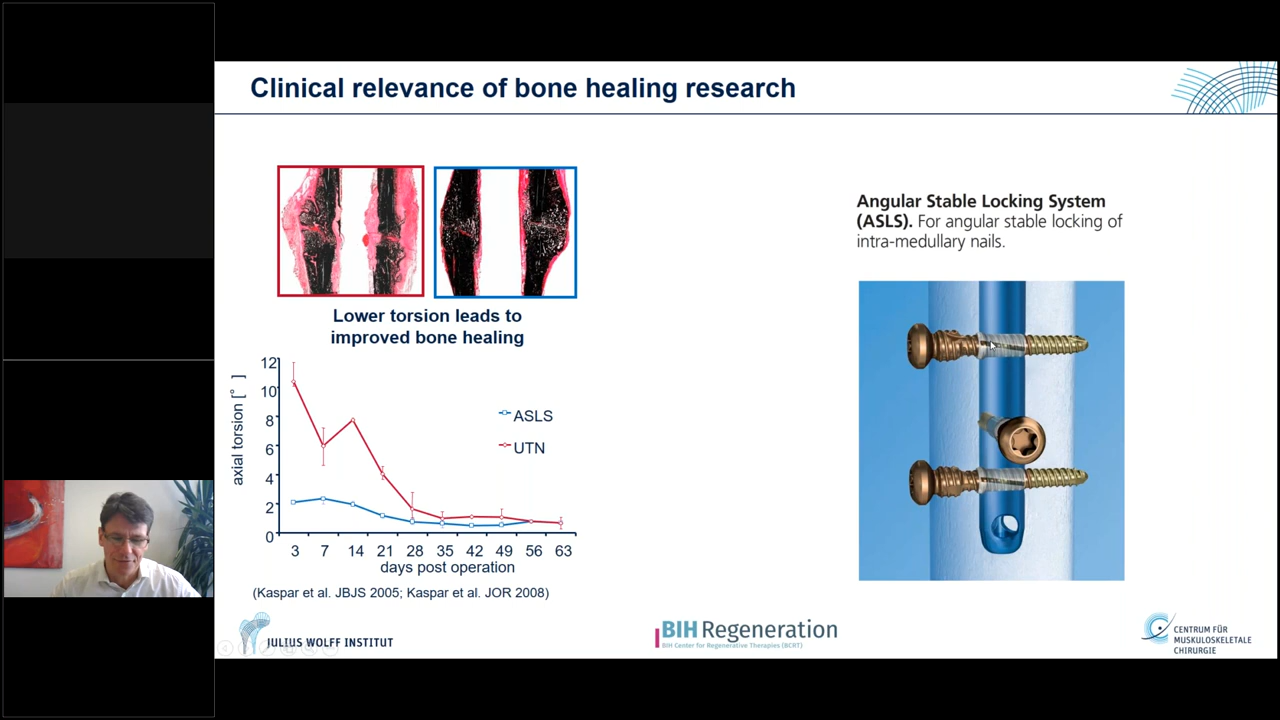 Clinical relevance of bone healing research
Lower torsion leads to
improved bone healing
axial torsion [°]
12
10
8
6
4
2
0
ASLS
UTN
3 7 14 21 28 35 42 49 56 63
days post operation
(Kaspar et al. JBJS 2005; Kaspar et al. JOR 2008)
Angular Stable Locking System
(ASLS). For angular stable locking of
intra-medullary nails.
JULIUS WOLFF INSTITUT
BIH Regeneration
BIH Center for Regenerative Therapies (BCRT)
CENTRUM FÜR
MUSKULOSKELETALE
CHIRURGIE